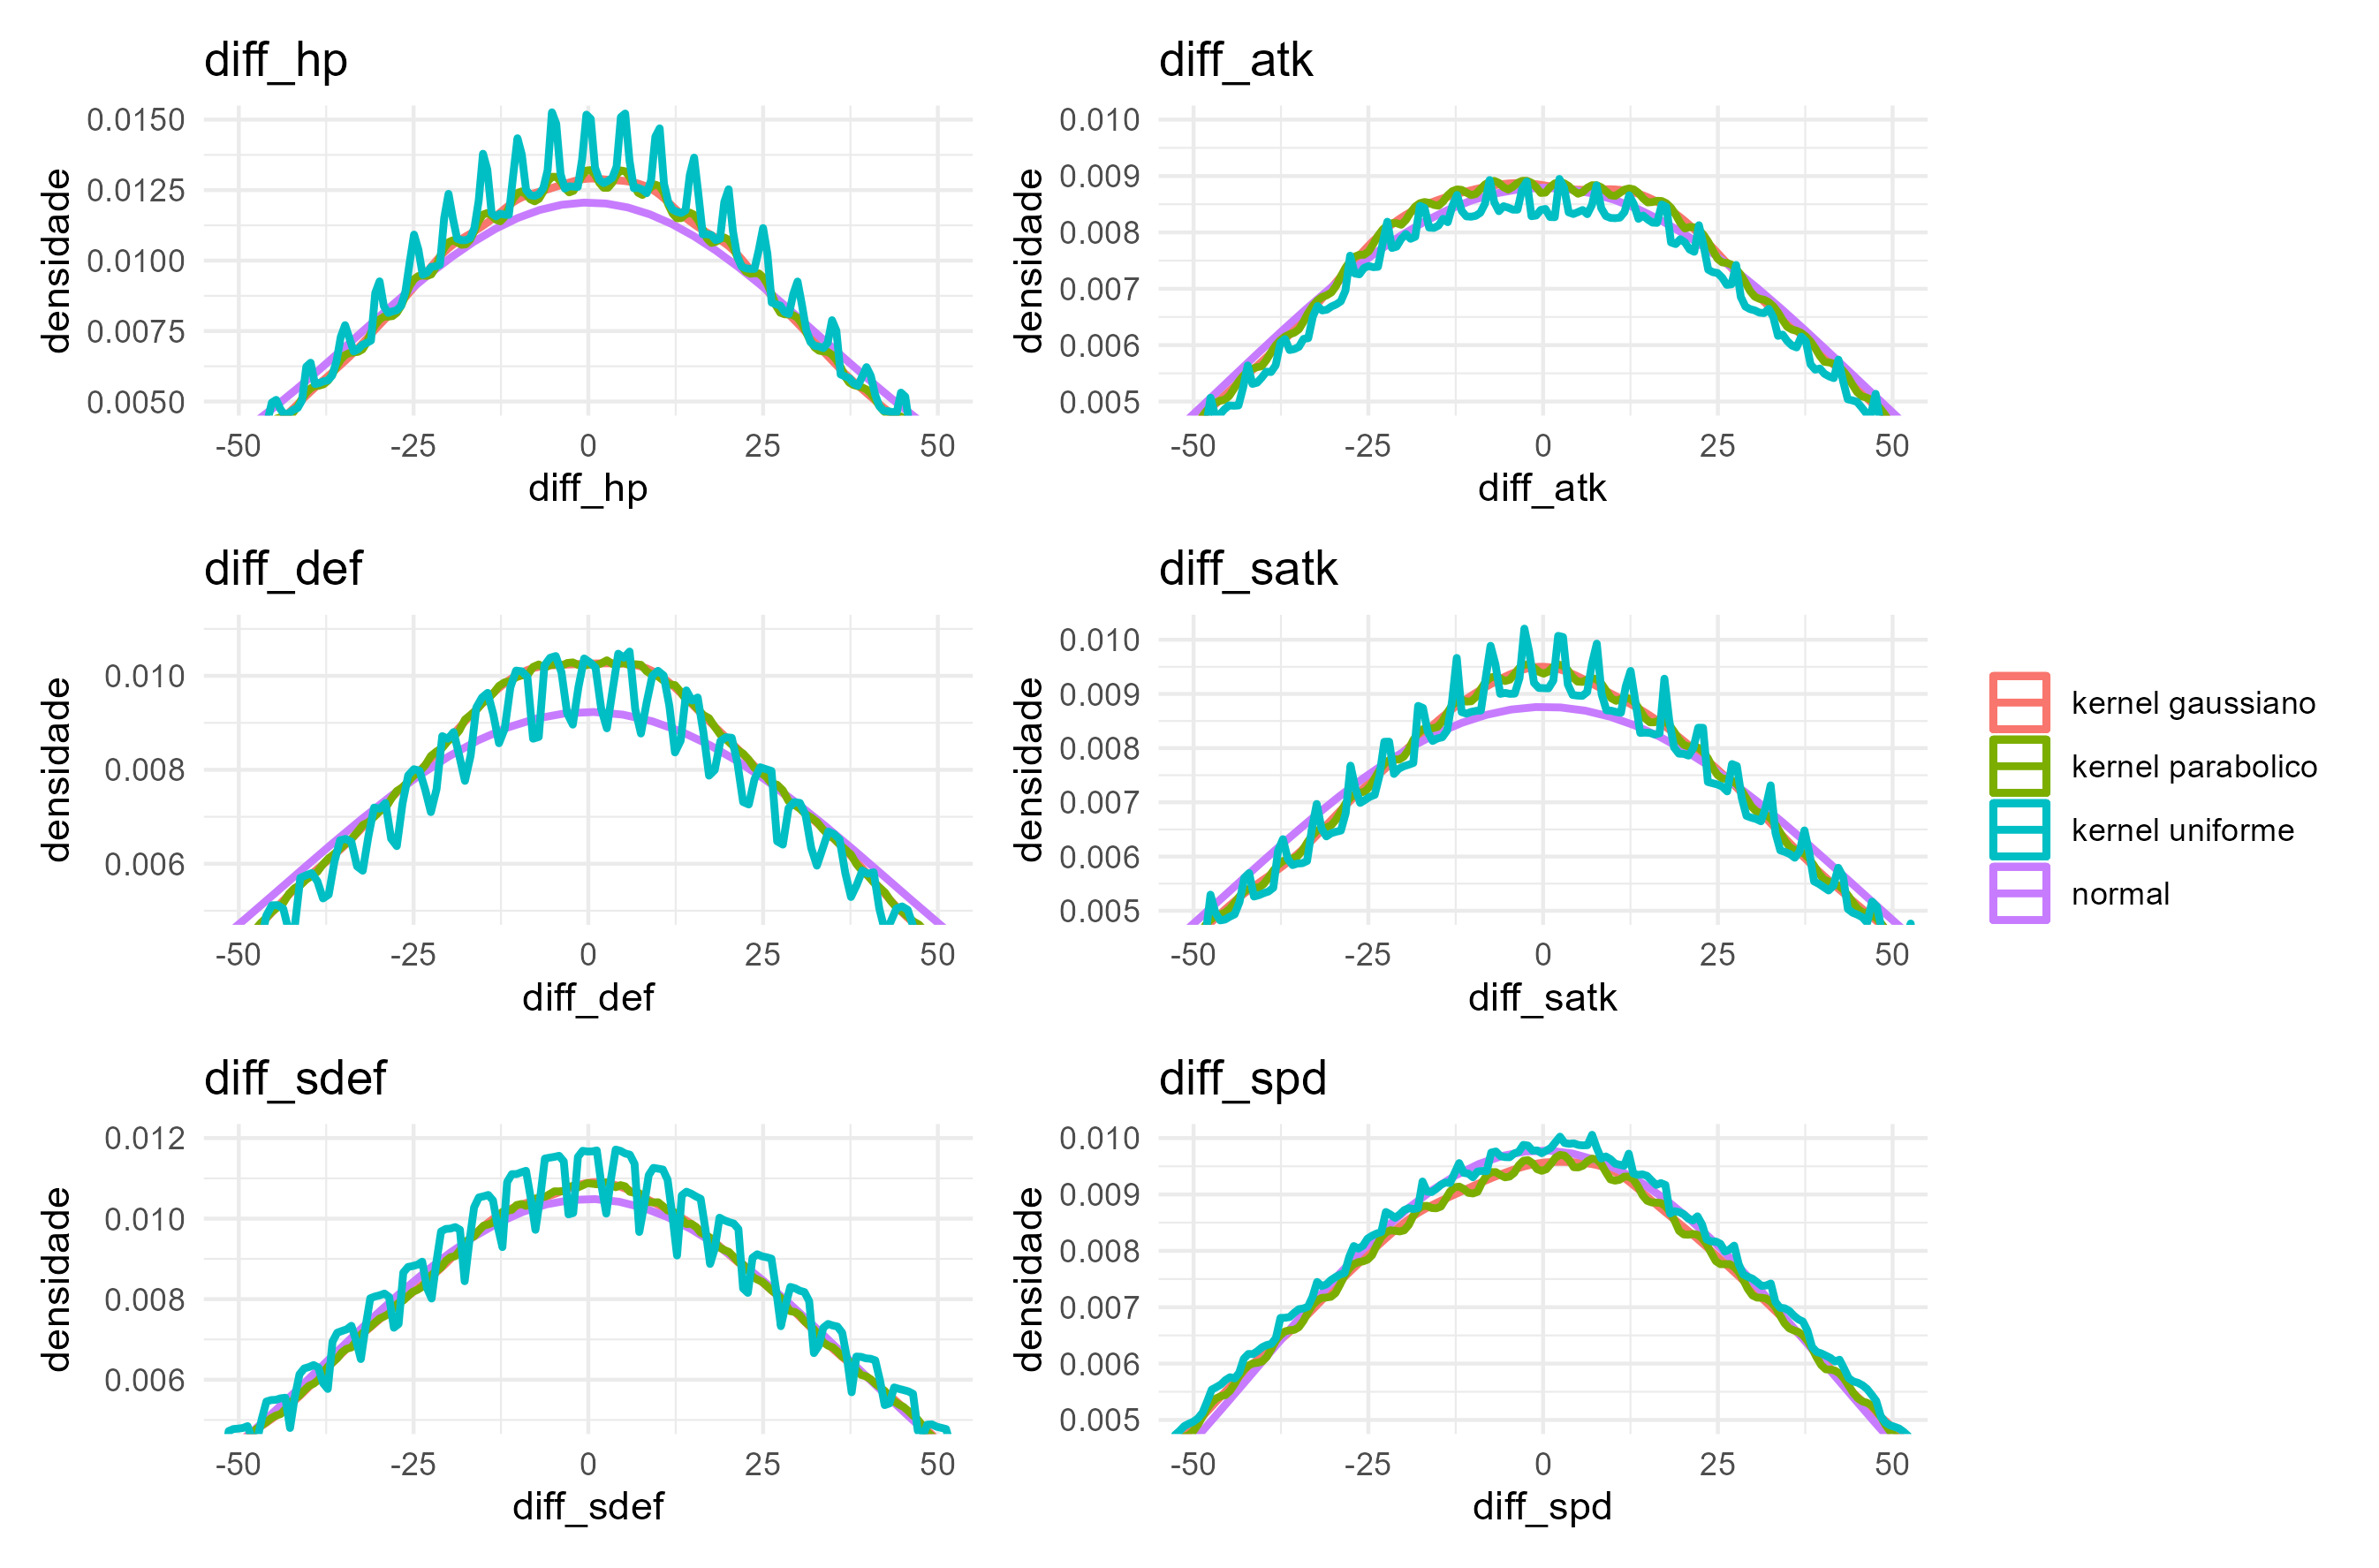 diff_hp
densidade
0.0150
0.0125
0.0100
0.0075
0.0050
-50 -25 0 25 50
diff_hp
diff_atk
densidade
0.010
0.009
0.008
0.007
0.006
0.005
-50 -25 0 25 50
diff_atk
diff_def
densidade
0.010
0.008
0.006
-50 -25 0 25 50
diff_def
diff_satk
densidade
0.010
0.009
0.008
0.007
0.006
0.005
-50 -25 0 25 50
diff_satk
kernel gaussiano
kernel parabolico
kernel uniforme
normal
diff_sdef
densidade
0.012
0.010
0.008
0.006
-50 -25 0 25 50
diff_sdef
diff_spd
densidade
0.010
0.009
0.008
0.007
0.006
0.005
-50 -25 0 25 50
diff_spd